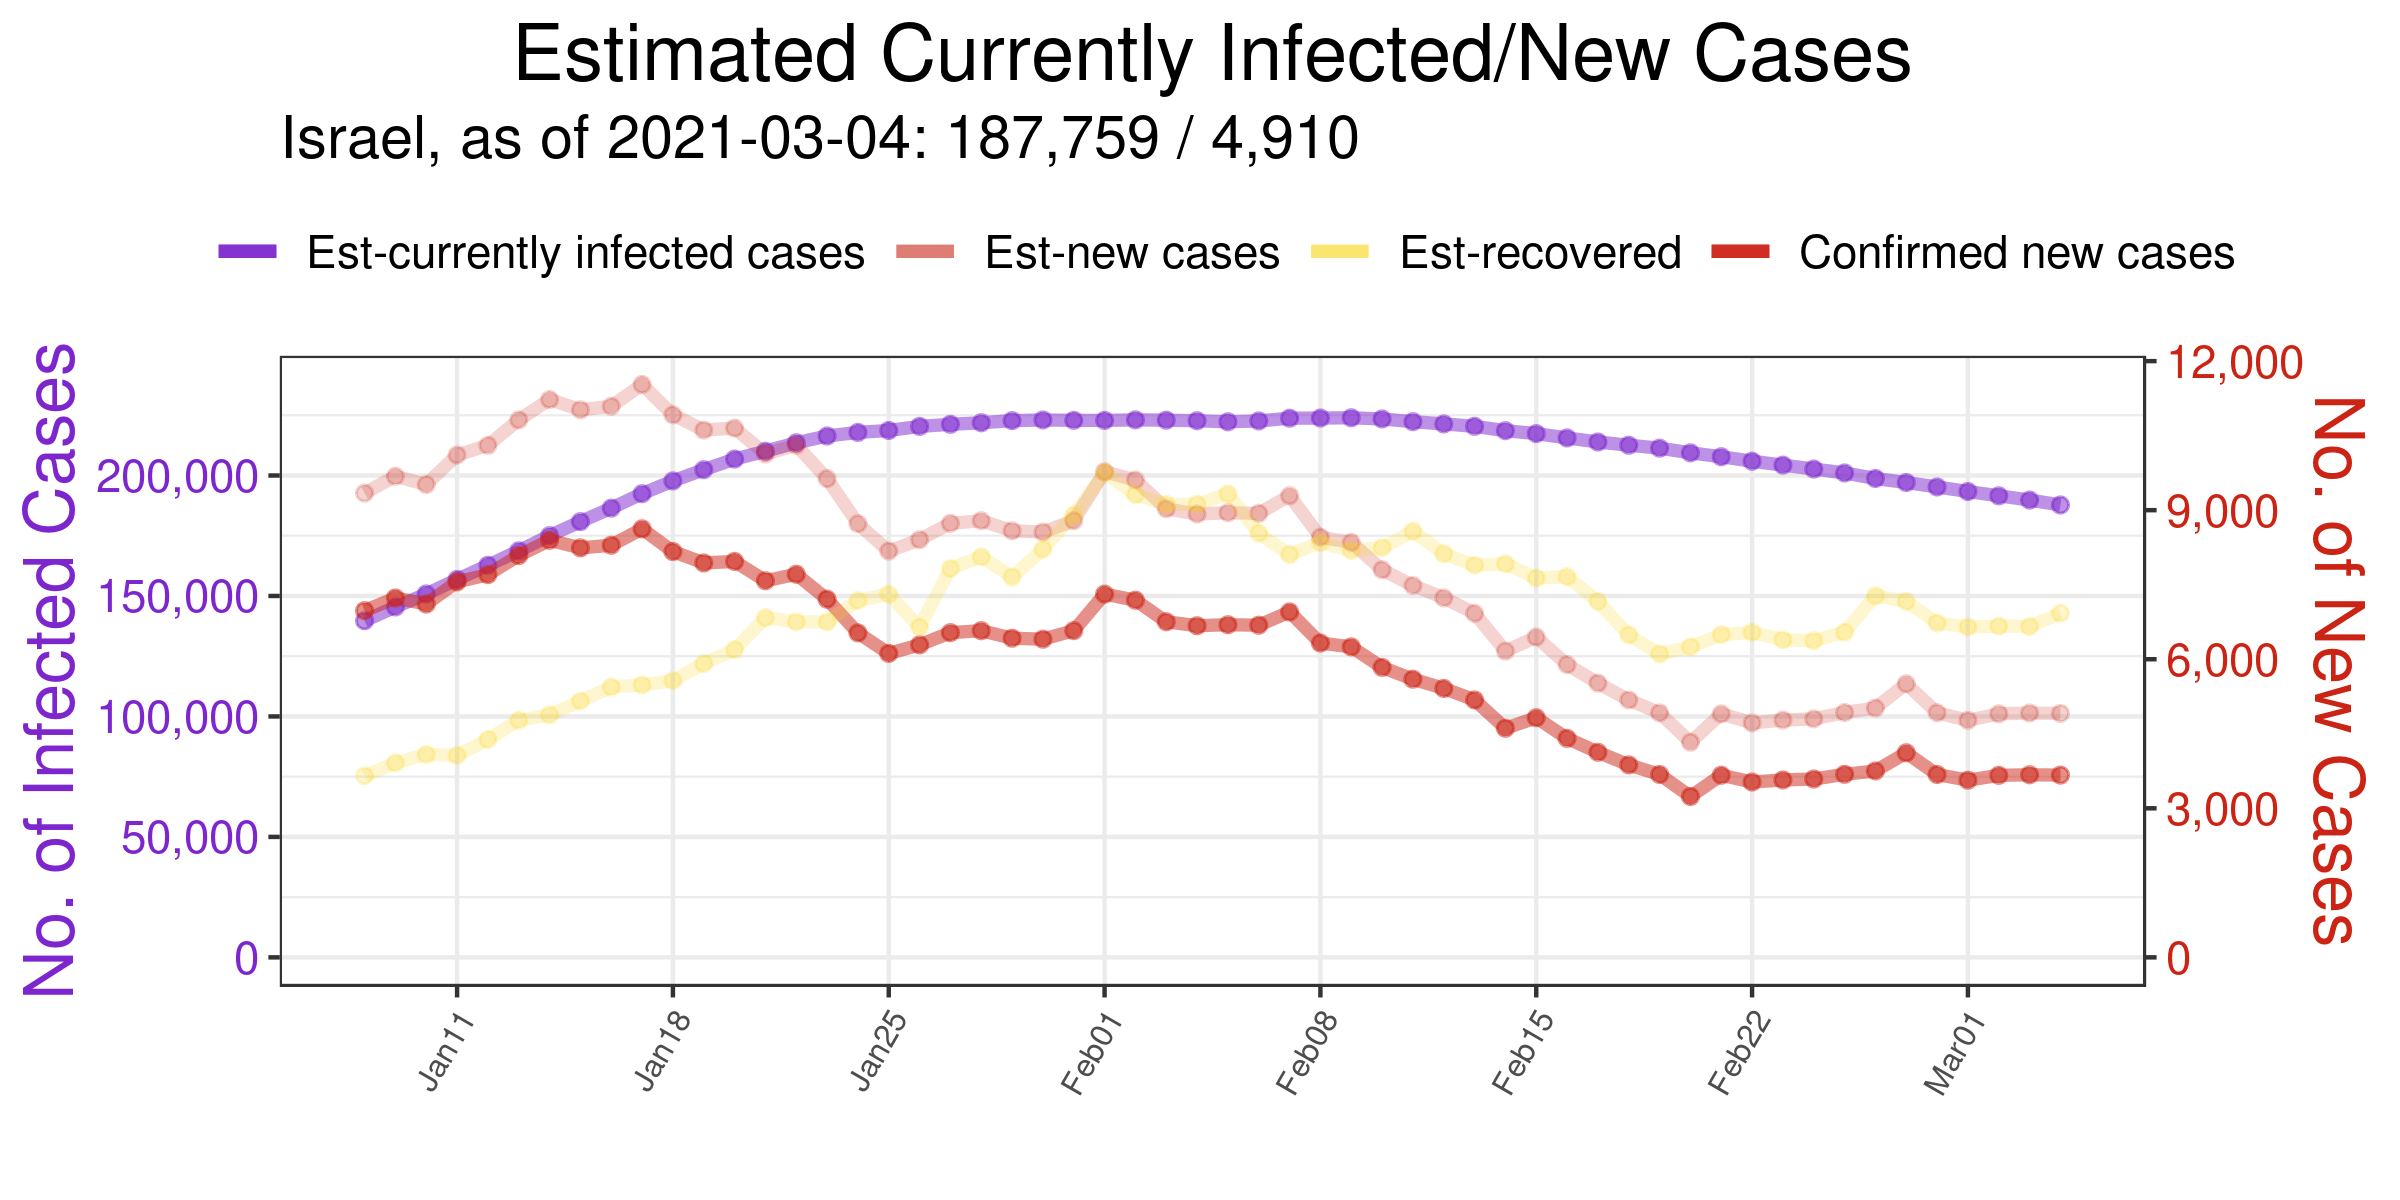 Estimated Currently Infected/New Cases
Israel, as of 2021-03-04: 187,759 / 4,910
Est-currently infected cases Est-new cases Est-recovered Confirmed new cases
No. of Infected Cases
200,000
150,000
100,000
50,000
0
12,000
9,000
6,000
3,000
0
No. of New Cases
Jan11 Jan18 Jan25 Feb01 Feb08 Feb15 Feb22 Mar01